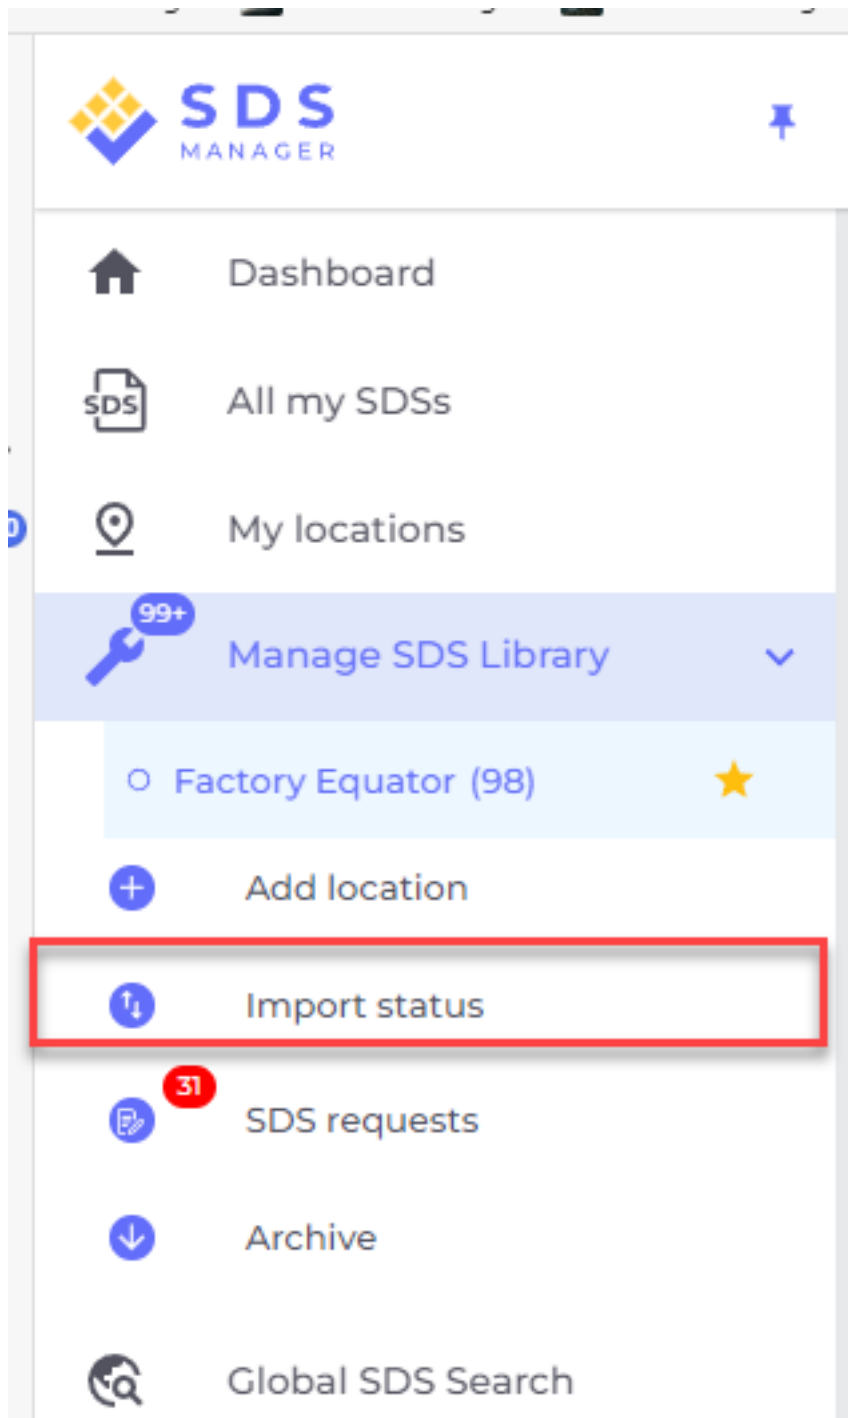 SDS
MANAGER
Dashboard
SDS
All my SDSs
My locations
99+
Manage SDS Library
Factory Equator (98)
Add location
Import status
31
SDS requests
Archive
Global SDS Search